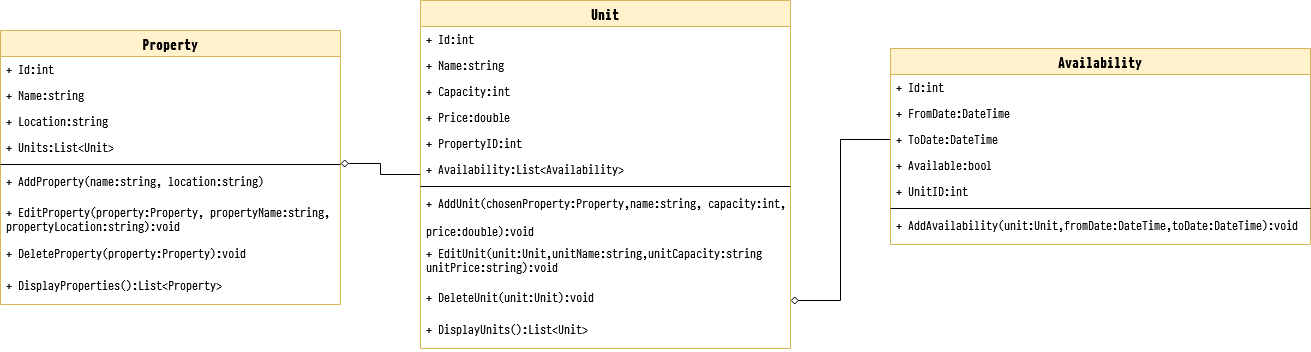 Property
+ Id:int
+ Name:string
+ Location:string
+ Units:List<Unit>
+ AddProperty(name:string, location:string)
+ EditProperty(property:Property, propertyName:string,
propertyLocation:string):void
+ DeleteProperty(property:Property):void
+ DisplayProperties():List<Property>
Unit
+ Id:int
+ Name:string
+ Capacity:int
+ Price:double
+ PropertyID:int
+ Availability:List<Availability>
+ AddUnit(chosenProperty:Property,name:string, capacity:int,
price:double):void
+ EditUnit(unit:Unit,unitName:string,unitCapacity:string
unitPrice:string):void
+ DeleteUnit(unit:Unit):void
+ DisplayUnits():List<Unit>
Availability
+ Id:int
+ FromDate:DateTime
+ ToDate:DateTime
+ Available:bool
+ UnitID:int
+ AddAvailability(unit:Unit,fromDate:DateTime,toDate:DateTime):void